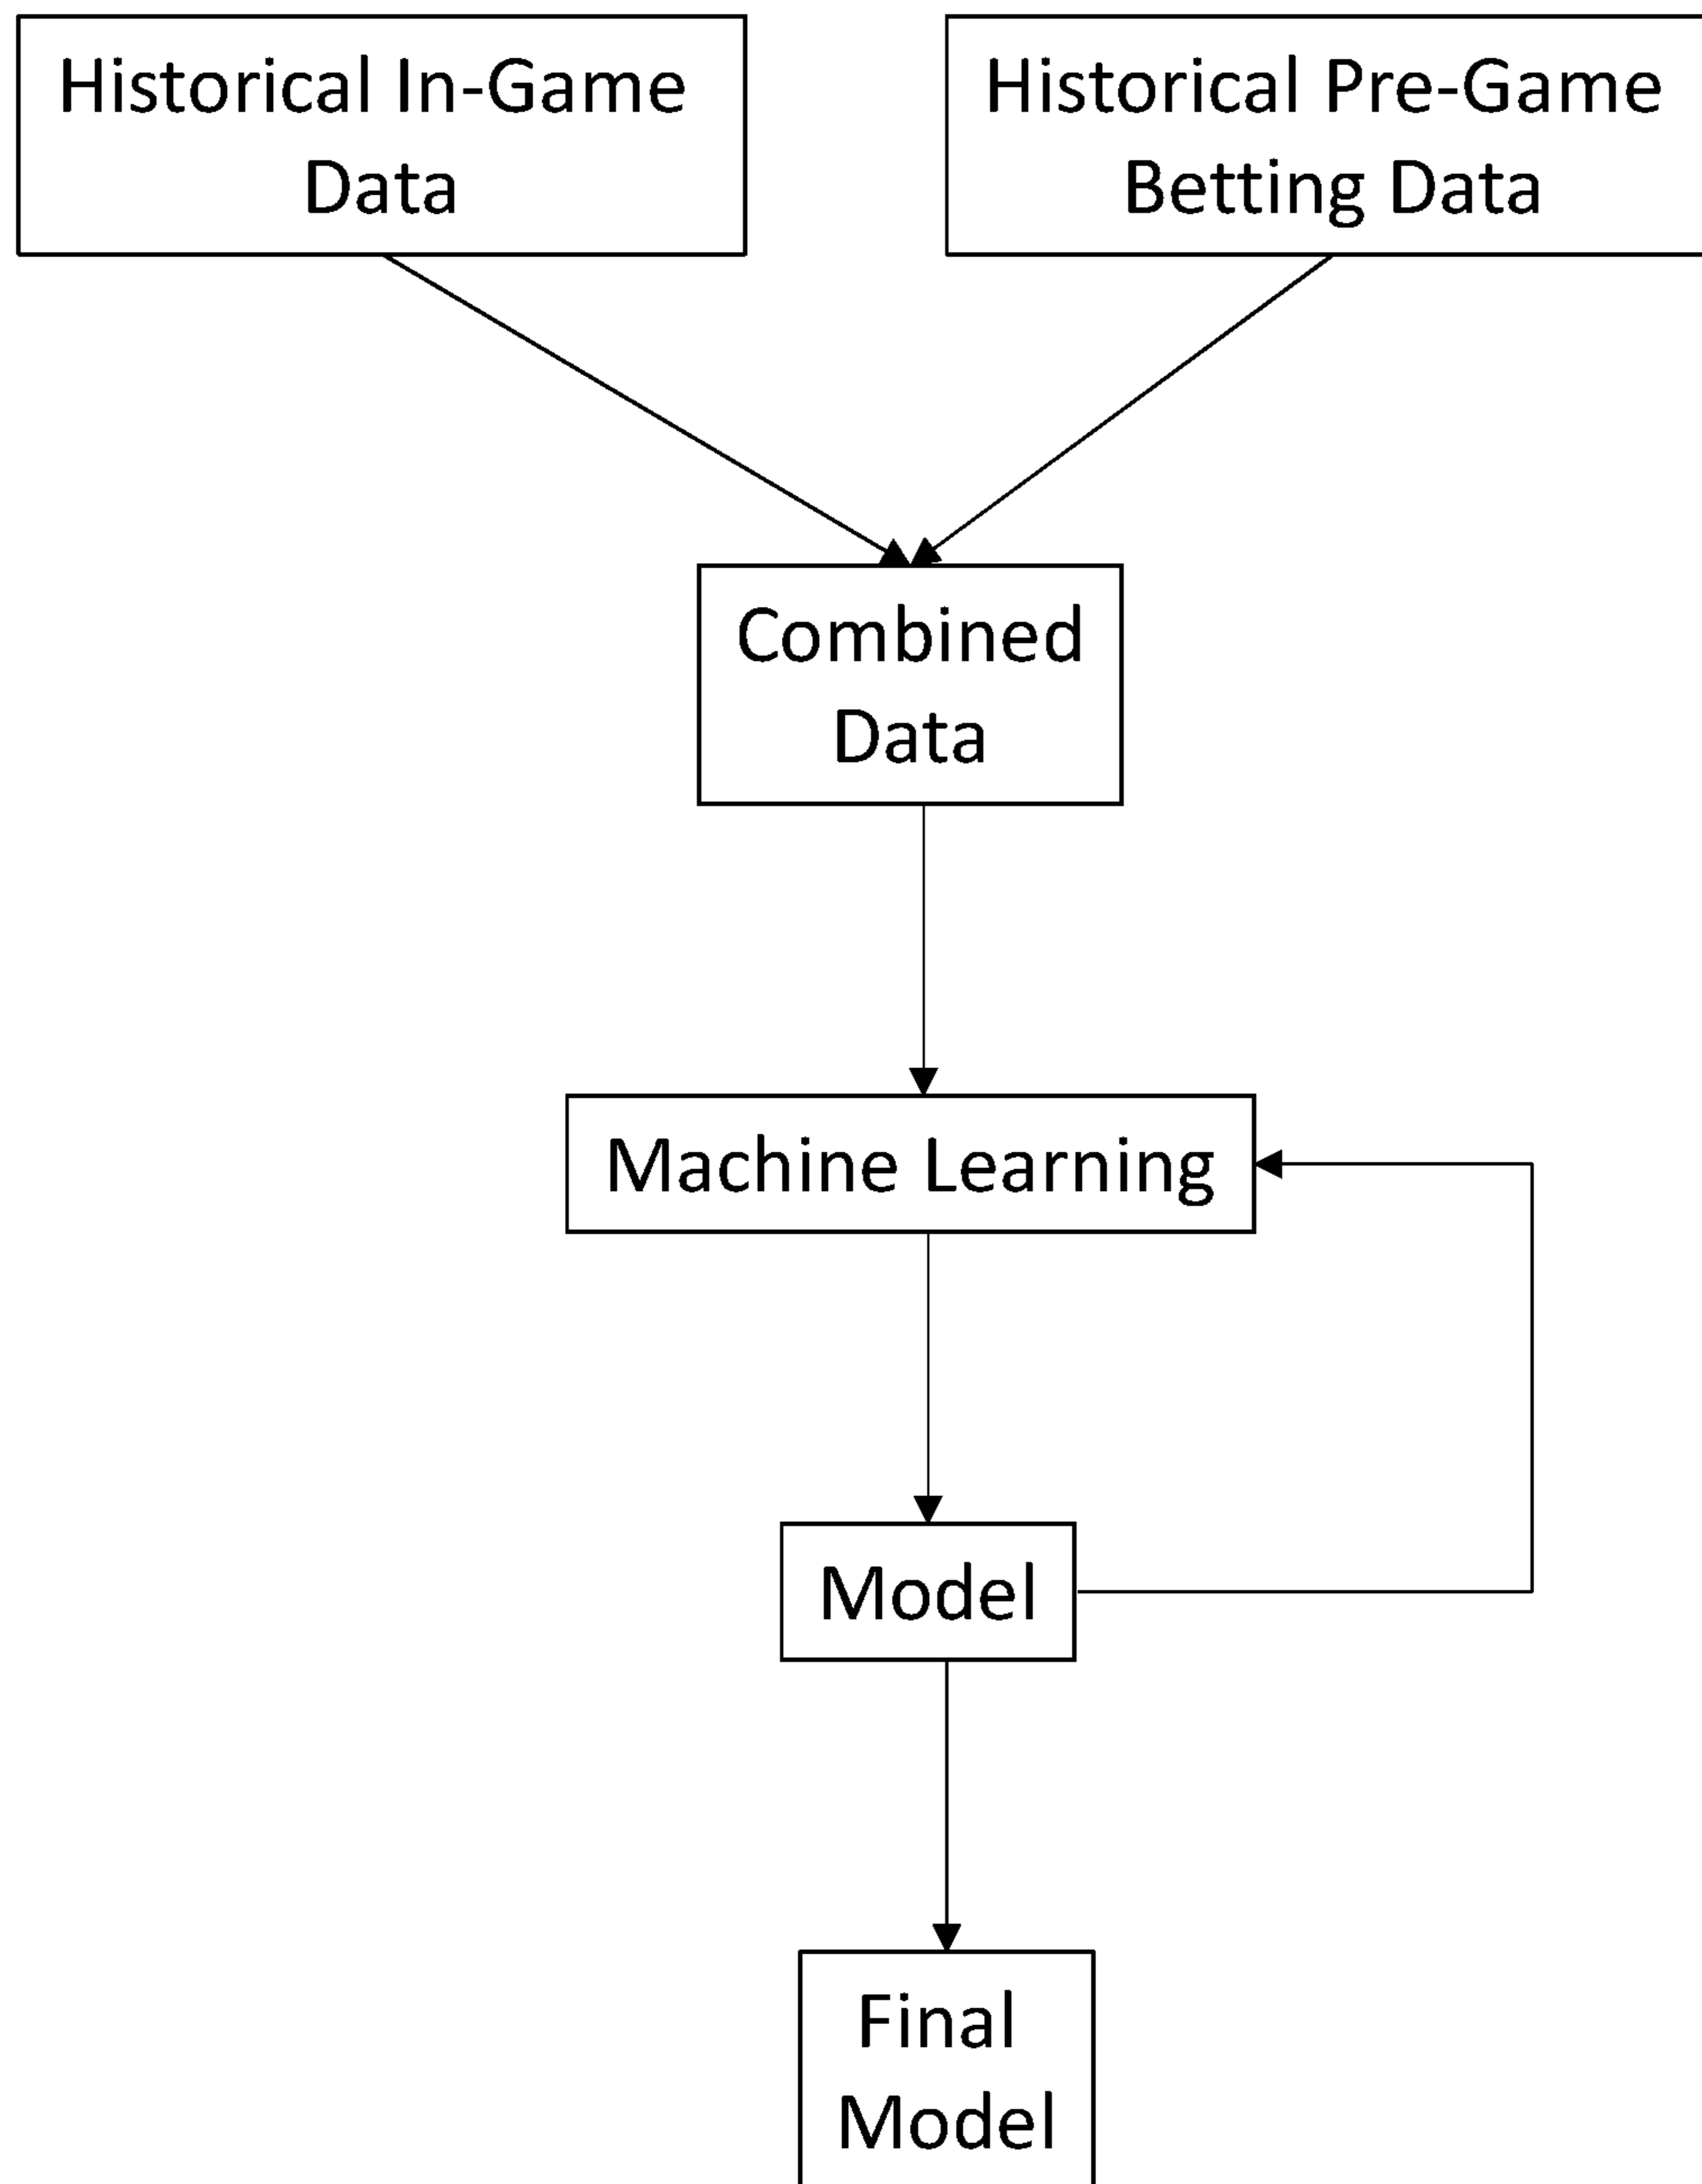 Historical In-Game
Data
Historical Pre-Game
Betting Data
Combined
Data
Machine Learning
Model
Final
Model